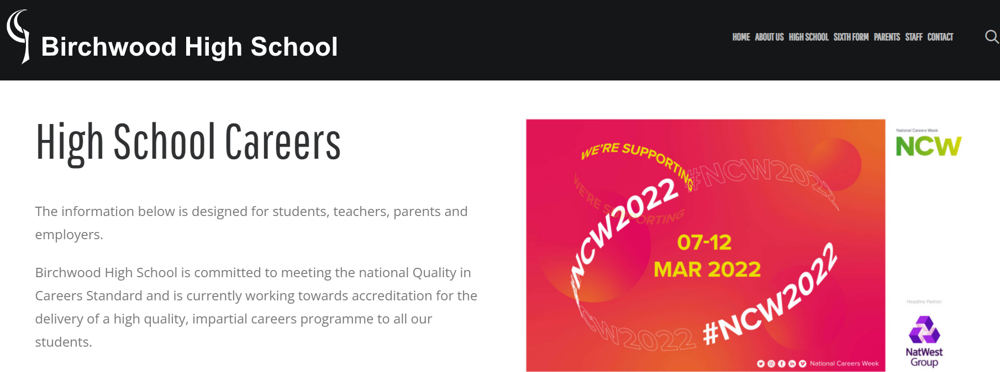 Birchwood High School
HOME ABOUT US HIGH SCHOOL SIXTH FORM PARENTS STAFF CONTACT
High School Careers
The information below is designed for students, teachers, parents and
employers.
Birchwood High School is committed to meeting the national Quality in
Careers Standard and is currently working towards accreditation for the
delivery of a high quality, impartial careers programme to all our
students.
WE'RE SUPPORTING
#NCW2022
WE'RE SUPPORTING
#NCW2022
07-12
MAR 2022
#NCW2022
CW2022
National Careers Week
National Careers Week
NCW
Headline Partner:
NatWest
Group